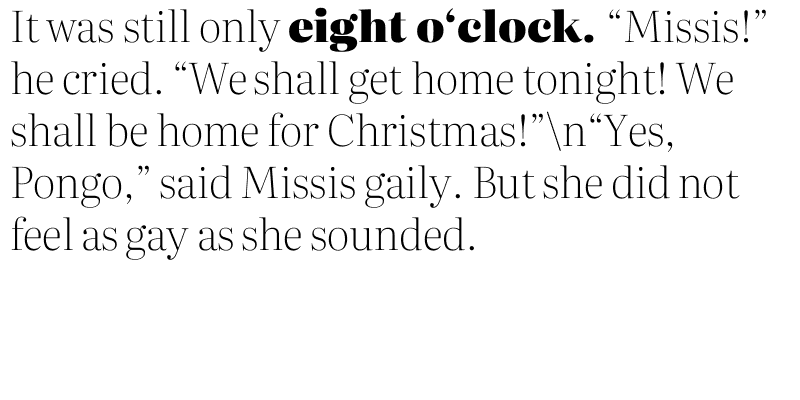 It was still only eight o‘clock. “Missis!”
he cried. “We shall get home tonight! We
shall be home for Christmas!”\n“Yes,
Pongo,” said Missis gaily. But she did not
feel as gay as she sounded.